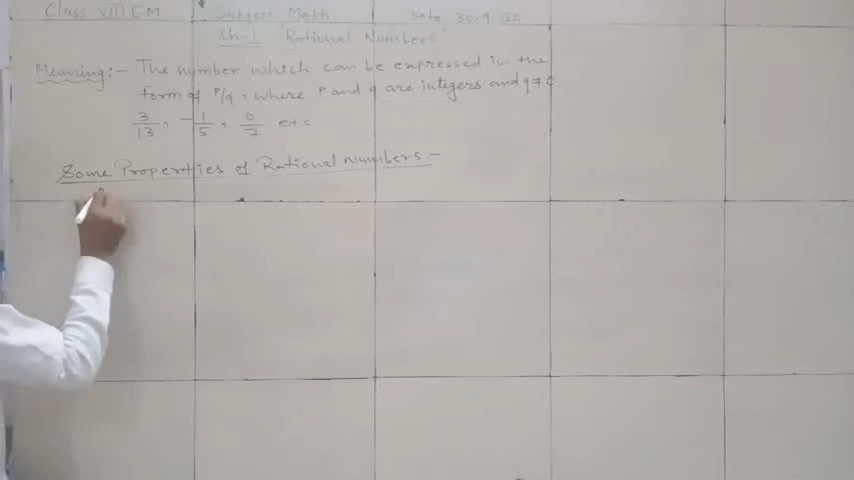 Class VIII E.M Subject Math Date 30.9.20
Ch-1 "Rational Numbers"
Meaning:- The number which can be expressed in the
form of P/q, where P and q are integers and q≠0
3/13, -1/5, 0/7 etc
Some Properties of Rational Numbers -